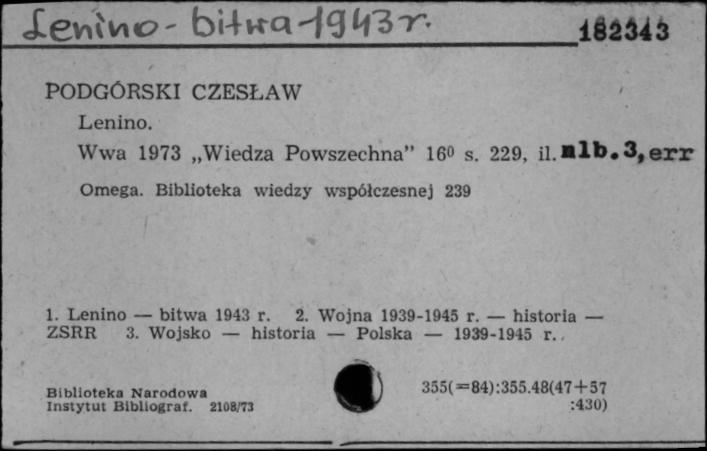 Lenino - bitwa 1943 r.
182343
PODGÓRSKI CZESŁAW
Lenino.
Wwa 1973 „Wiedza Powszechna” 16⁰ s. 229, il. nlb. 3, err
Omega. Biblioteka wiedzy współczesnej 239
1. Lenino — bitwa 1943 r. 2. Wojna 1939-1945 r. — historia —
ZSRR 3. Wojsko — historia — Polska — 1939-1945 r.
Biblioteka Narodowa
Instytut Bibliograf. 2108/73
355(=84):355.48(47+57
:430)